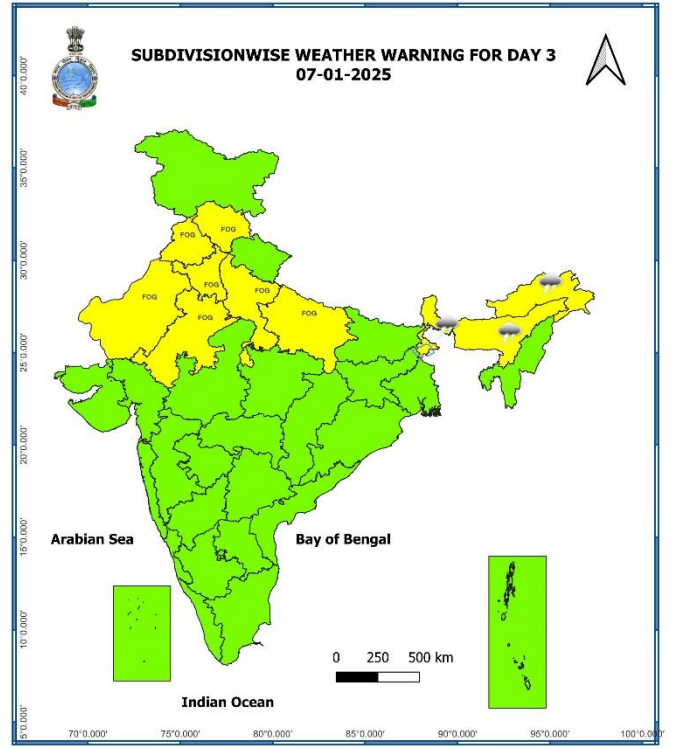 SUBDIVISIONWISE WEATHER WARNING FOR DAY 3
07-01-2025
40°0.000'
35°0.000'
30°0.000'
25°0.000'
20°0.000'
15°0.000'
10°0.000'
5°0.000'
FOG
FOG
FOG
FOG
FOG
FOG
FOG
Arabian Sea
Bay of Bengal
0 250 500 km
Indian Ocean
70°0.000' 75°0.000' 80°0.000' 85°0.000' 90°0.000' 95°0.000' 100°0.000'